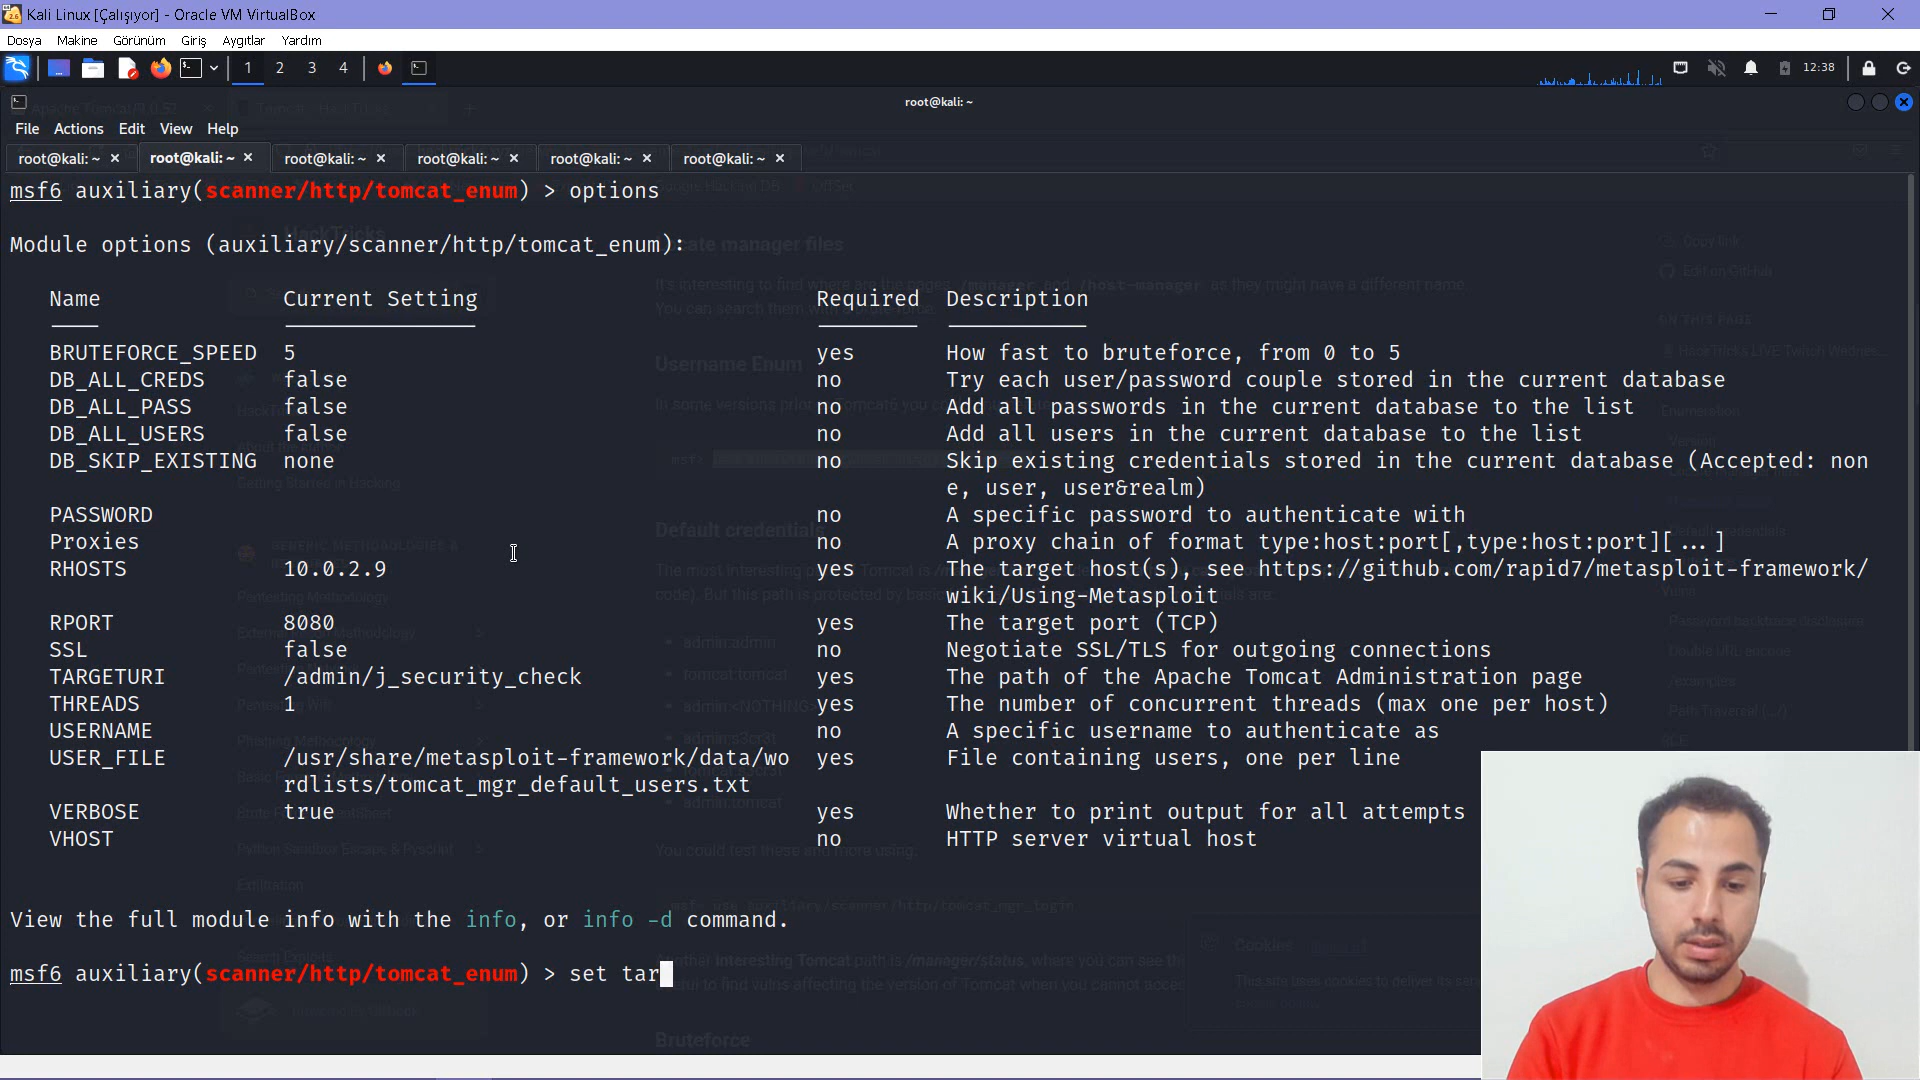 Kali Linux [Çalışıyor] - Oracle VM VirtualBox
Dosya Makine Görünüm Giriş Aygıtlar Yardım
1 2 3 4 12:38
root@kali: ~
File Actions Edit View Help
root@kali: ~ root@kali: ~ root@kali: ~ root@kali: ~ root@kali: ~ root@kali: ~
msf6 auxiliary(scanner/http/tomcat_enum) > options
Module options (auxiliary/scanner/http/tomcat_enum):
Name Current Setting Required Description
BRUTEFORCE_SPEED 5 yes How fast to bruteforce, from 0 to 5
DB_ALL_CREDS false no Try each user/password couple stored in the current database
DB_ALL_PASS false no Add all passwords in the current database to the list
DB_ALL_USERS false no Add all users in the current database to the list
DB_SKIP_EXISTING none no Skip existing credentials stored in the current database (Accepted: non
e, user, user&realm)
PASSWORD no A specific password to authenticate with
Proxies no A proxy chain of format type:host:port[,type:host:port][...]
RHOSTS 10.0.2.9 yes The target host(s), see https://github.com/rapid7/metasploit-framework/
wiki/Using-Metasploit
RPORT 8080 yes The target port (TCP)
SSL false no Negotiate SSL/TLS for outgoing connections
TARGETURI /admin/j_security_check yes The path of the Apache Tomcat Administration page
THREADS 1 yes The number of concurrent threads (max one per host)
USERNAME no A specific username to authenticate as
USER_FILE /usr/share/metasploit-framework/data/wo yes File containing users, one per line
rdlists/tomcat_mgr_default_users.txt
VERBOSE true yes Whether to print output for all attempts
VHOST no HTTP server virtual host
View the full module info with the info, or info -d command.
msf6 auxiliary(scanner/http/tomcat_enum) > set tar